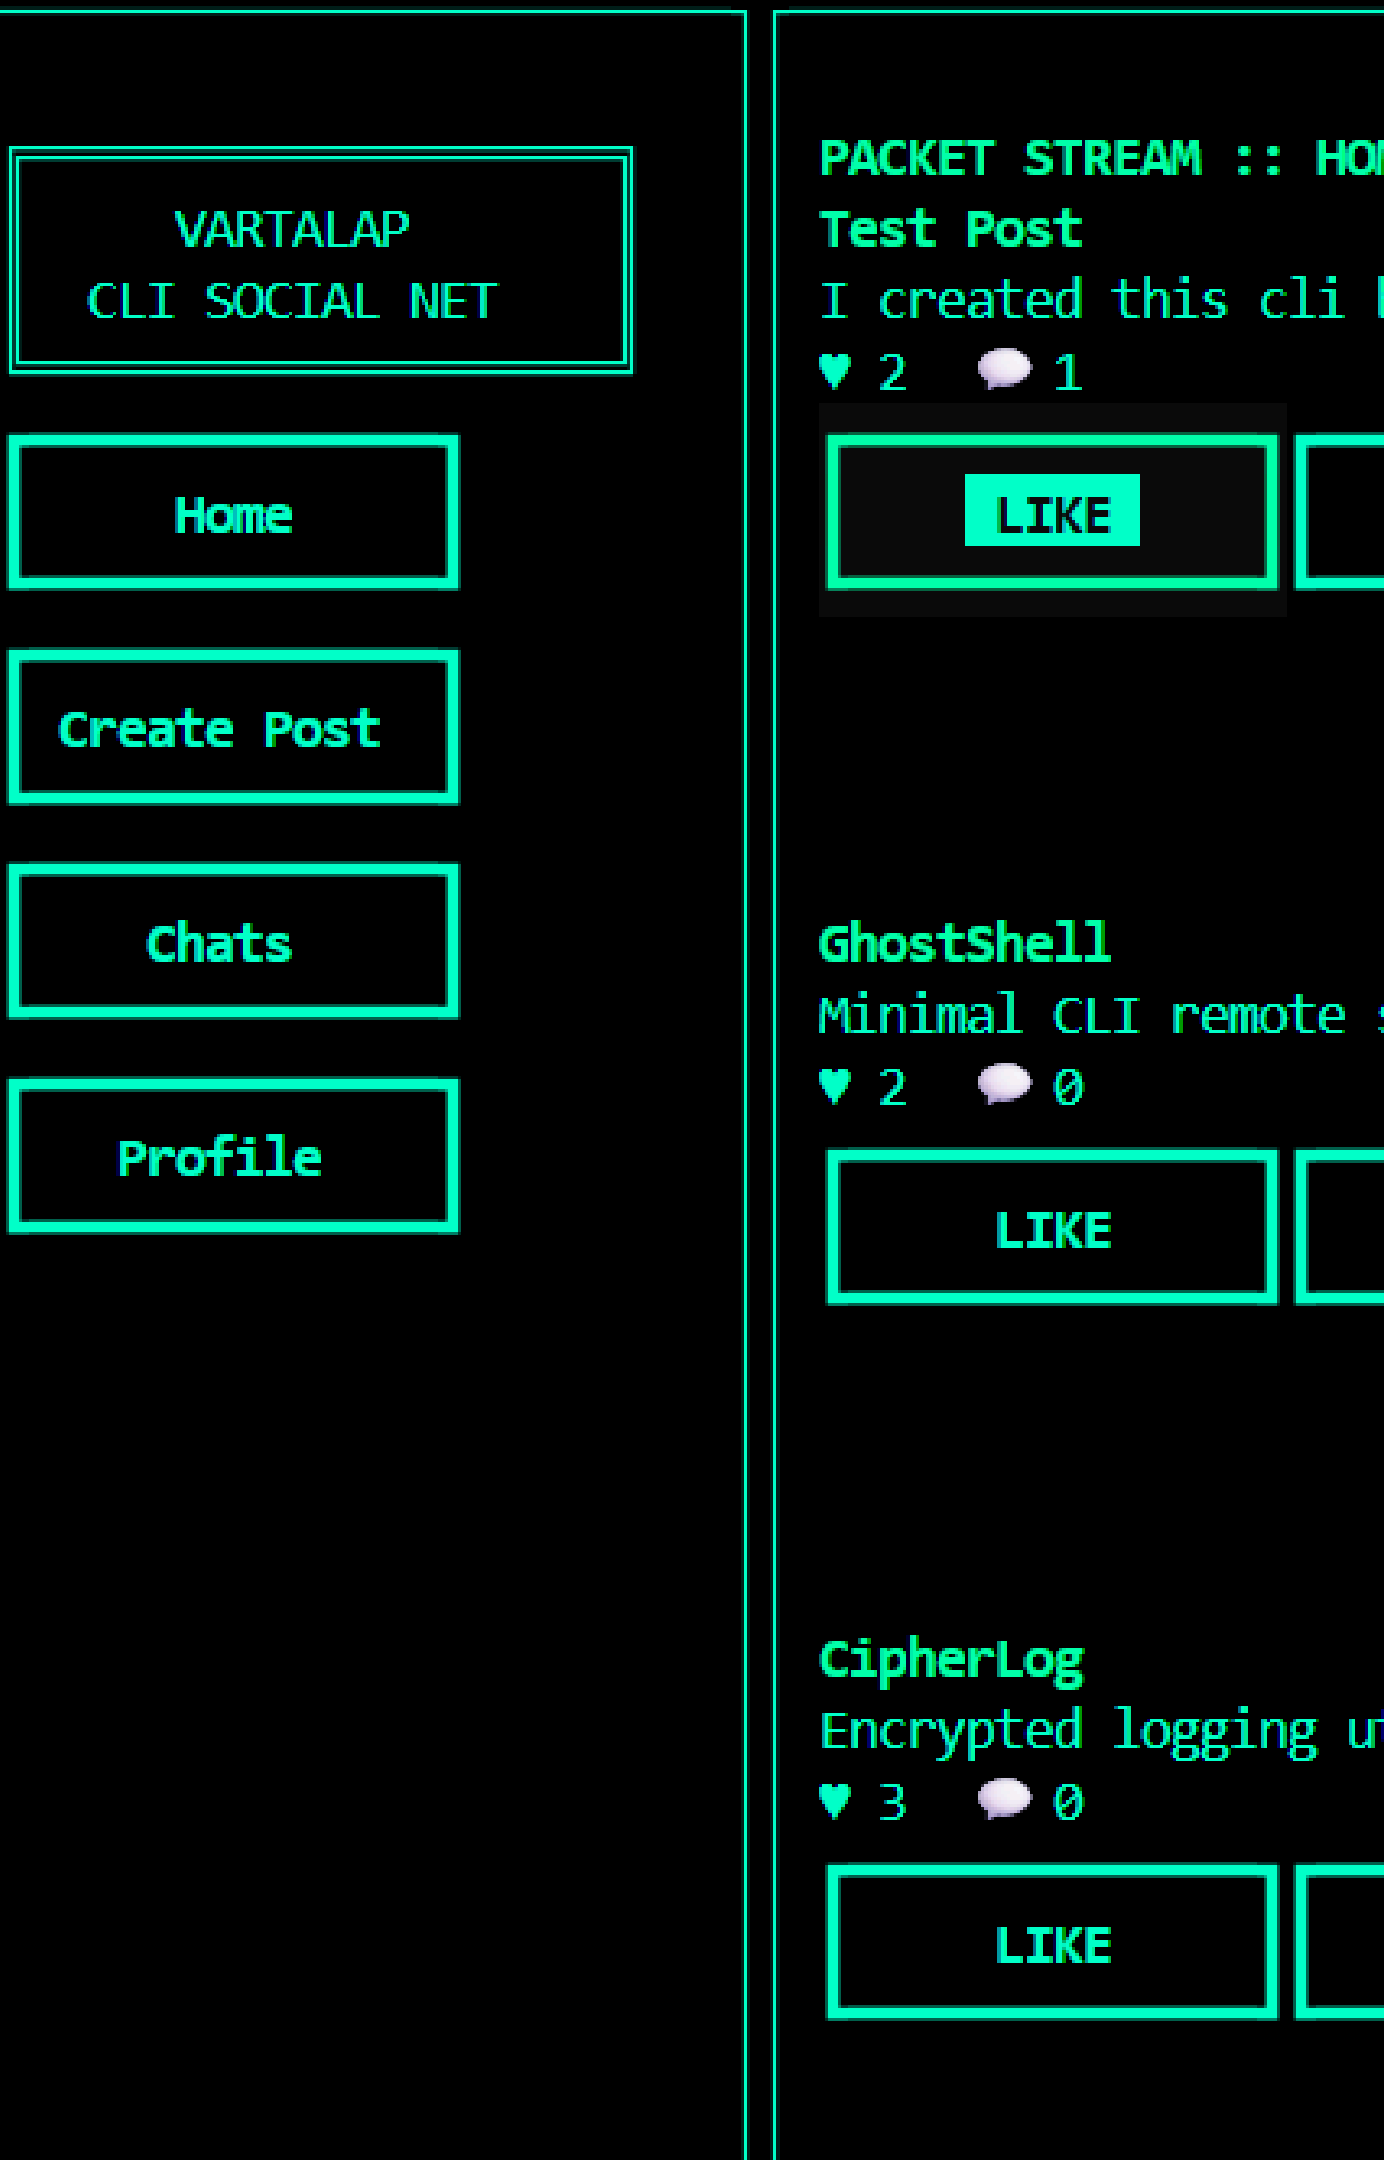 VARTALAP
CLI SOCIAL NET
Home
Create Post
Chats
Profile
PACKET STREAM ::
Test Post
I created this cli
♥ 2 💬 1
LIKE
GhostShell
Minimal CLI remote
♥ 2 💬 0
LIKE
CipherLog
Encrypted logging
♥ 3 💬 0
LIKE